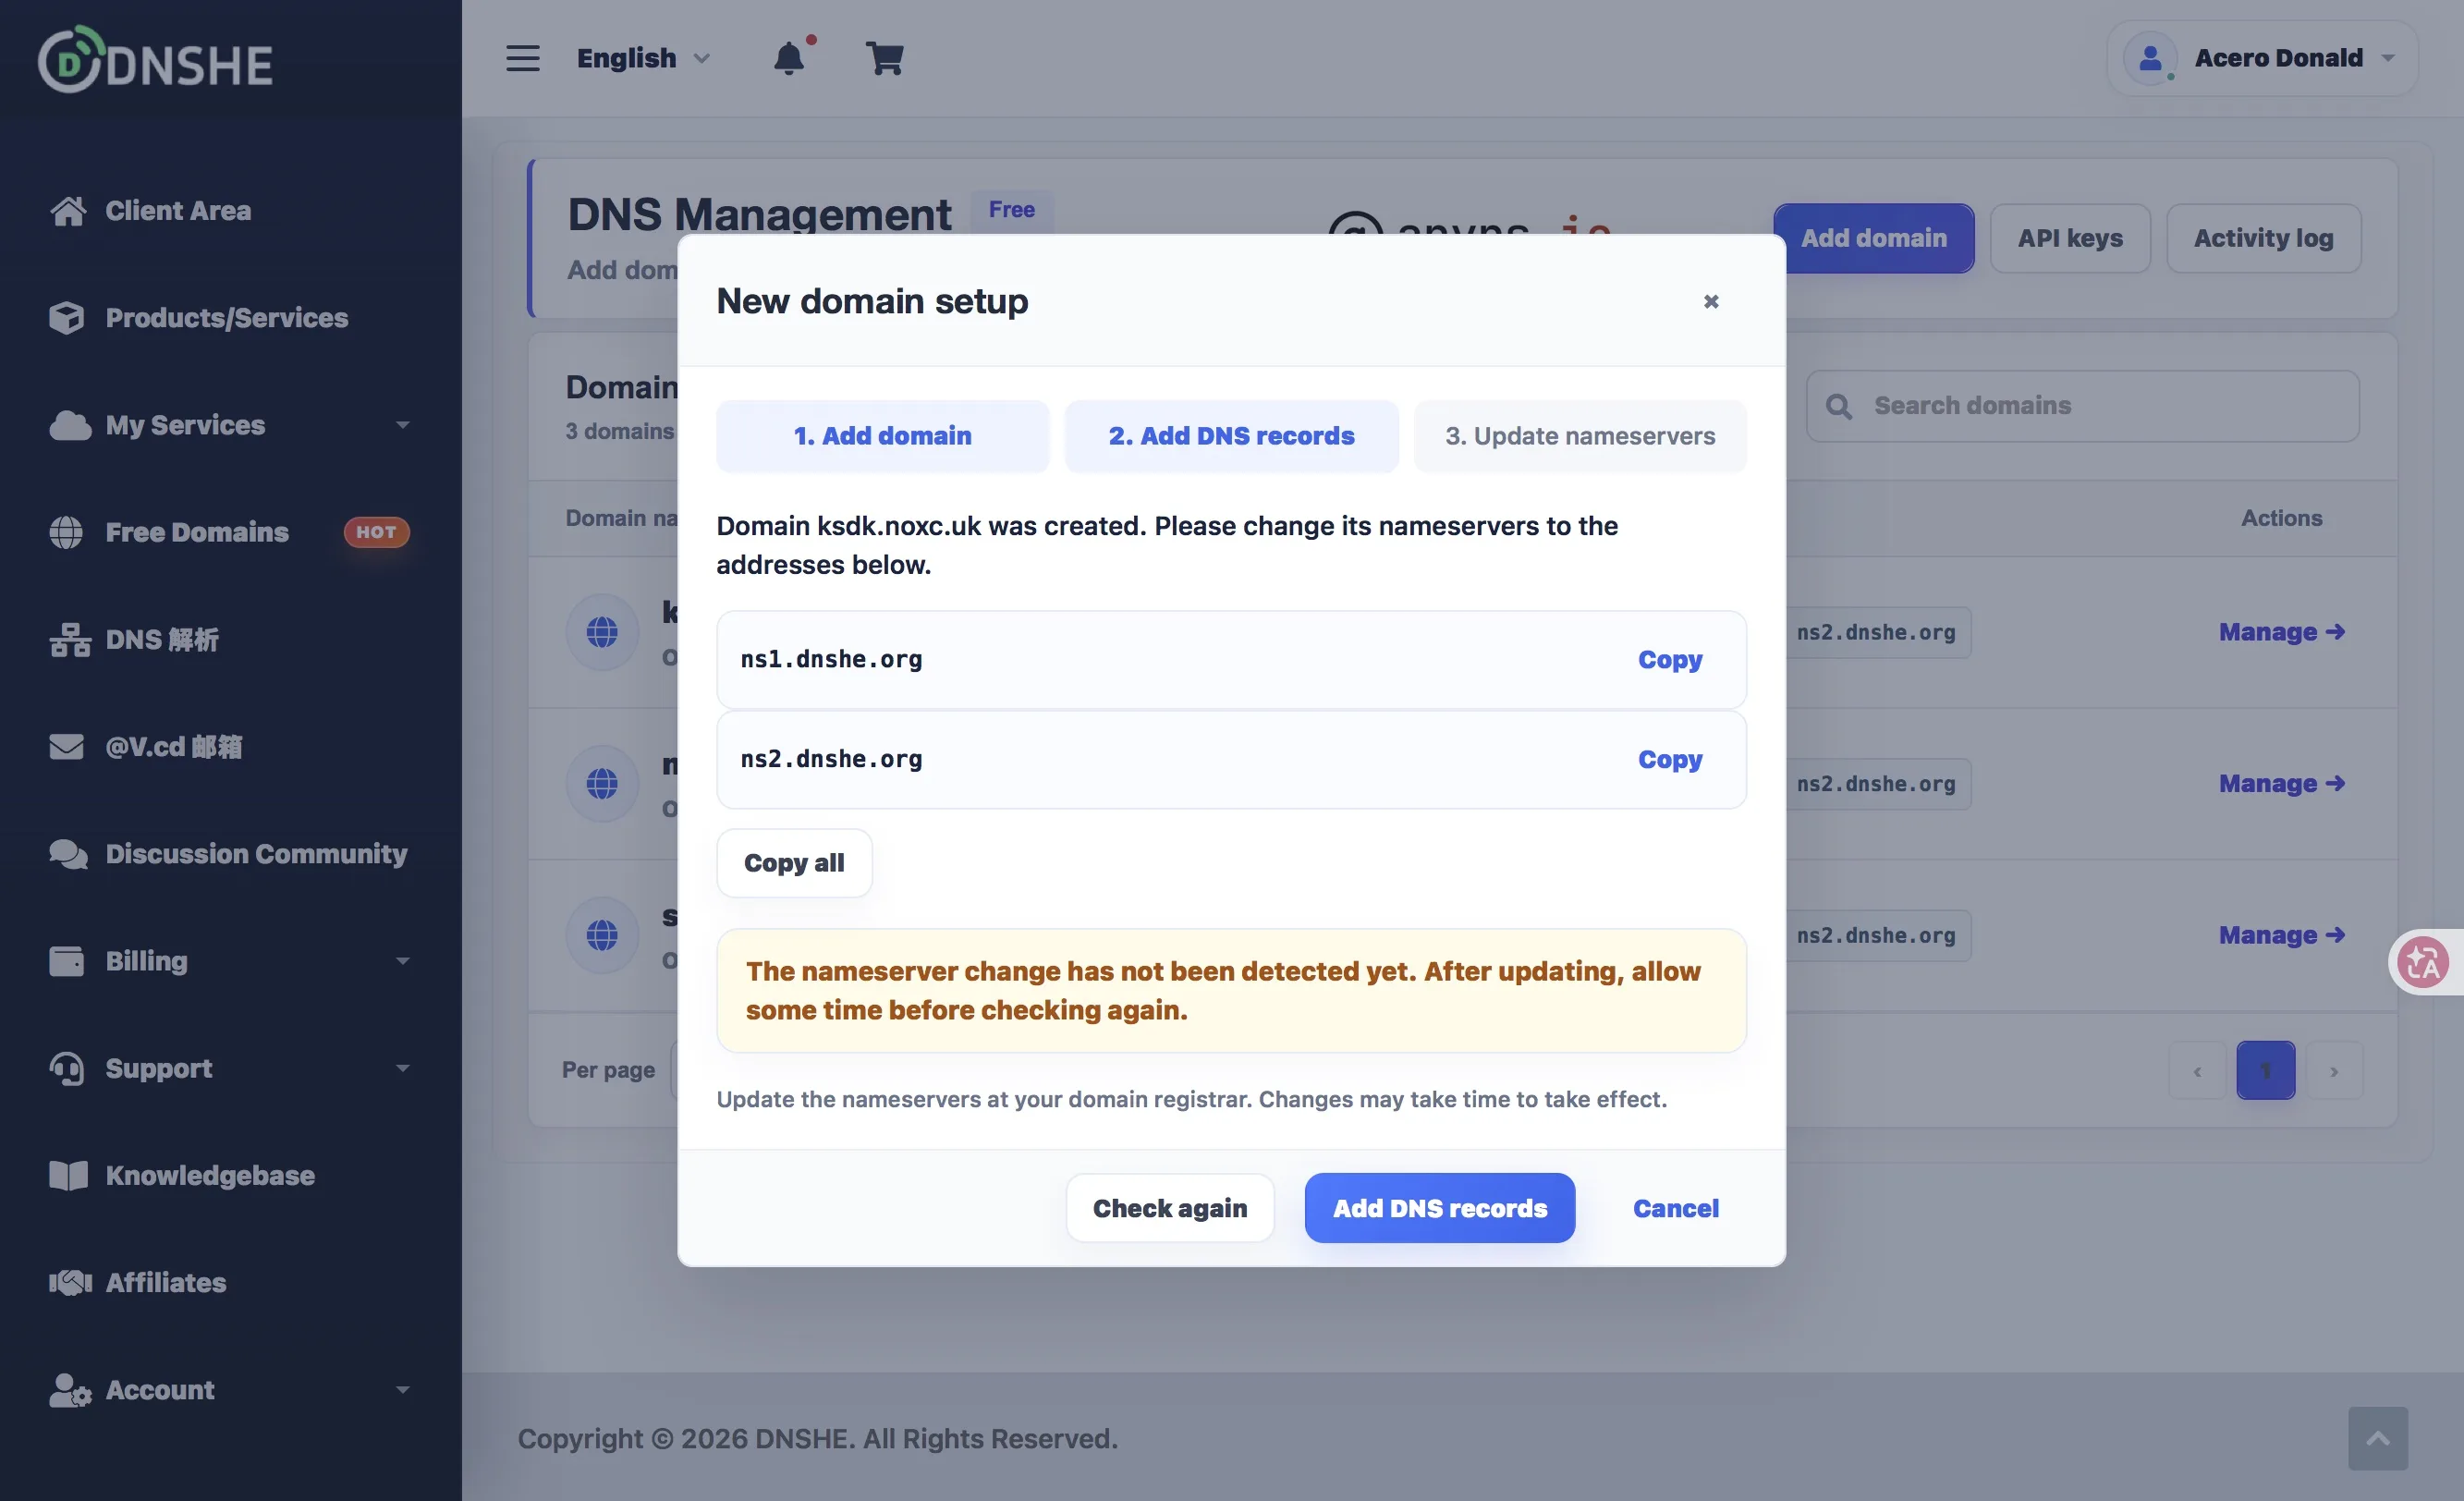 DNSHE
English
Acero Donald
Client Area
Products/Services
My Services
Free Domains HOT
DNS 解析
@V.cd 邮箱
Discussion Community
Billing
Support
Knowledgebase
Affiliates
Account
DNS Management Free
Add domain API keys Activity log
New domain setup
1. Add domain 2. Add DNS records 3. Update nameservers
Domain ksdk.noxc.uk was created. Please change its nameservers to the
addresses below.
ns1.dnshe.org Copy
ns2.dnshe.org Copy
Copy all
The nameserver change has not been detected yet. After updating, allow
some time before checking again.
Update the nameservers at your domain registrar. Changes may take time to take effect.
Check again Add DNS records Cancel
Domain
3 domains
Search domains
Domain
Actions
ns2.dnshe.org Manage
ns2.dnshe.org Manage
ns2.dnshe.org Manage
Per page
1
Copyright © 2026 DNSHE. All Rights Reserved.